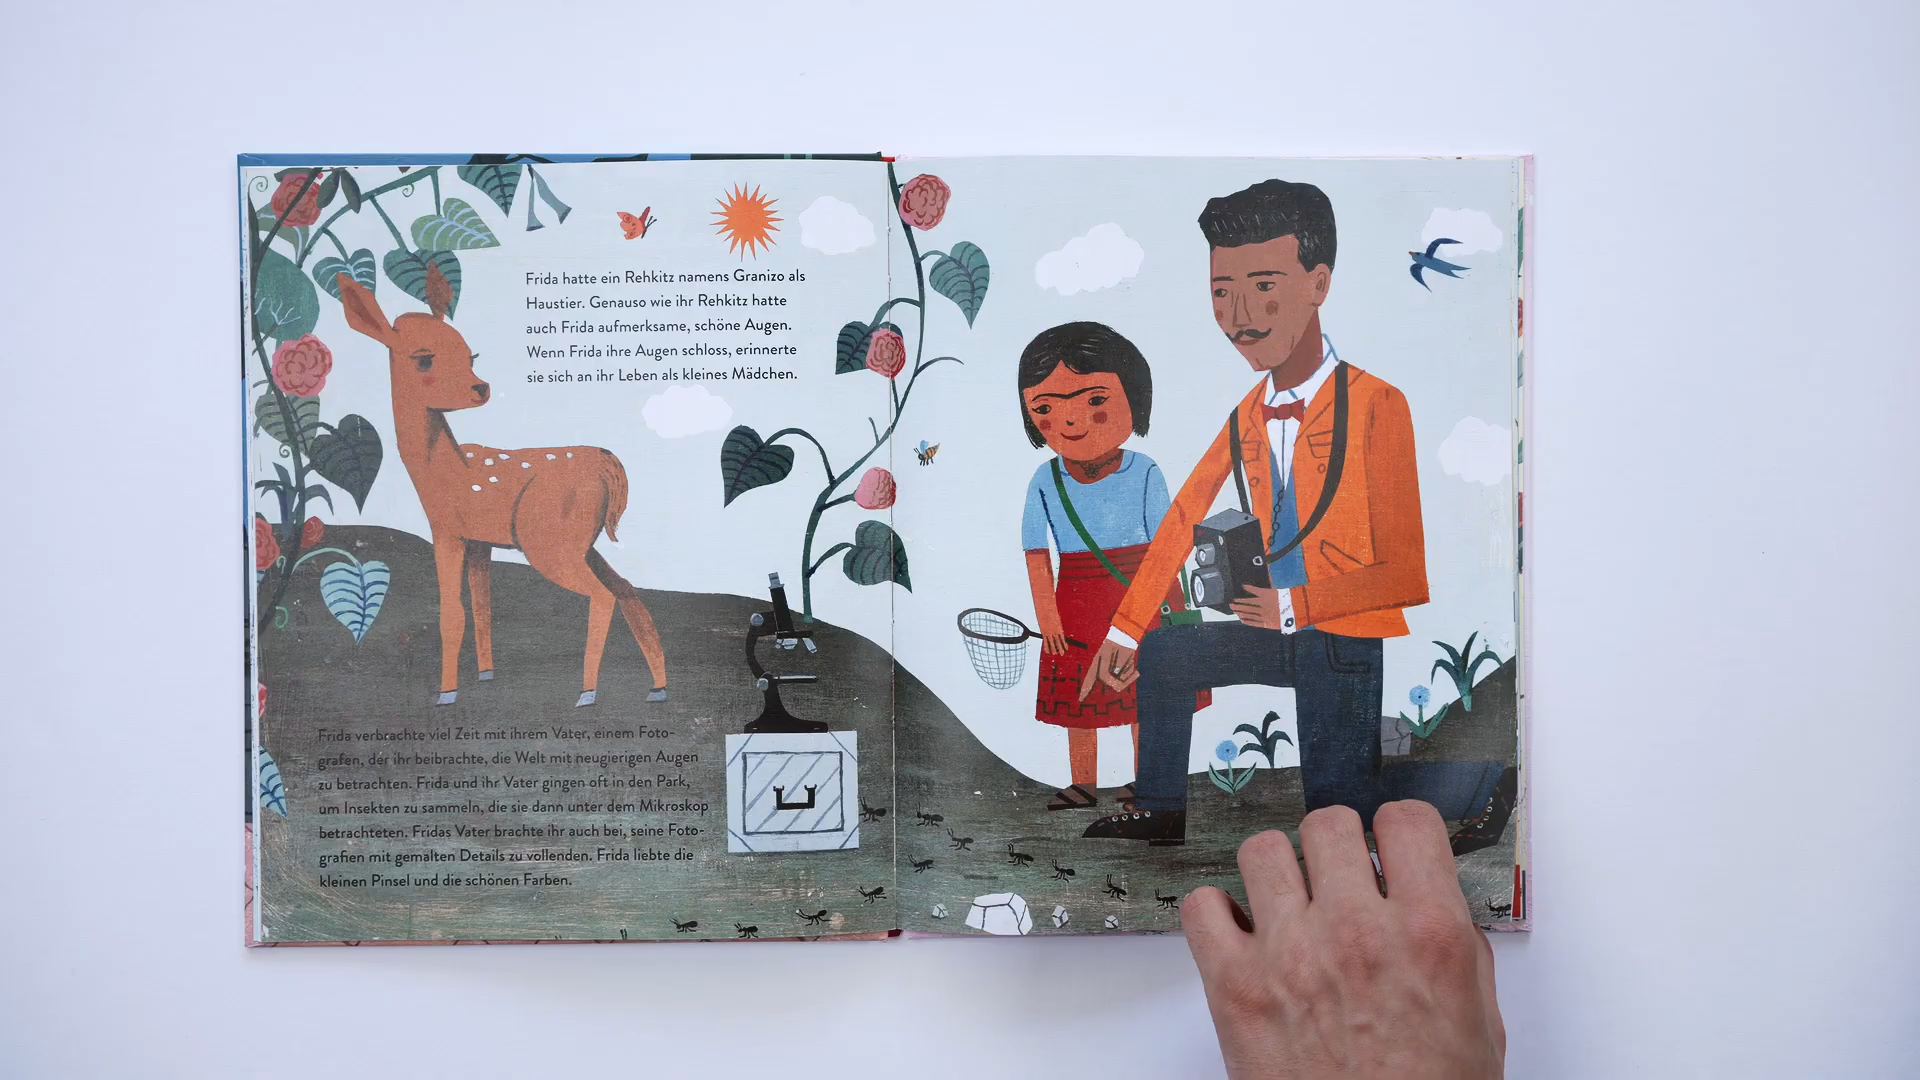 Frida hatte ein Rehkitz namens Granizo als
Haustier. Genauso wie ihr Rehkitz hatte
auch Frida aufmerksame, schöne Augen.
Wenn Frida ihre Augen schloss, erinnerte
sie sich an ihr Leben als kleines Mädchen.
Frida verbrachte viel Zeit mit ihrem Vater, einem Foto-
grafen, der ihr beibrachte, die Welt mit neugierigen Augen
zu betrachten. Frida und ihr Vater gingen oft in den Park,
um Insekten zu sammeln, die sie dann unter dem Mikroskop
betrachteten. Fridas Vater brachte ihr auch bei, seine Foto-
grafien mit gemalten Details zu vollenden. Frida liebte die
kleinen Pinsel und die schönen Farben.